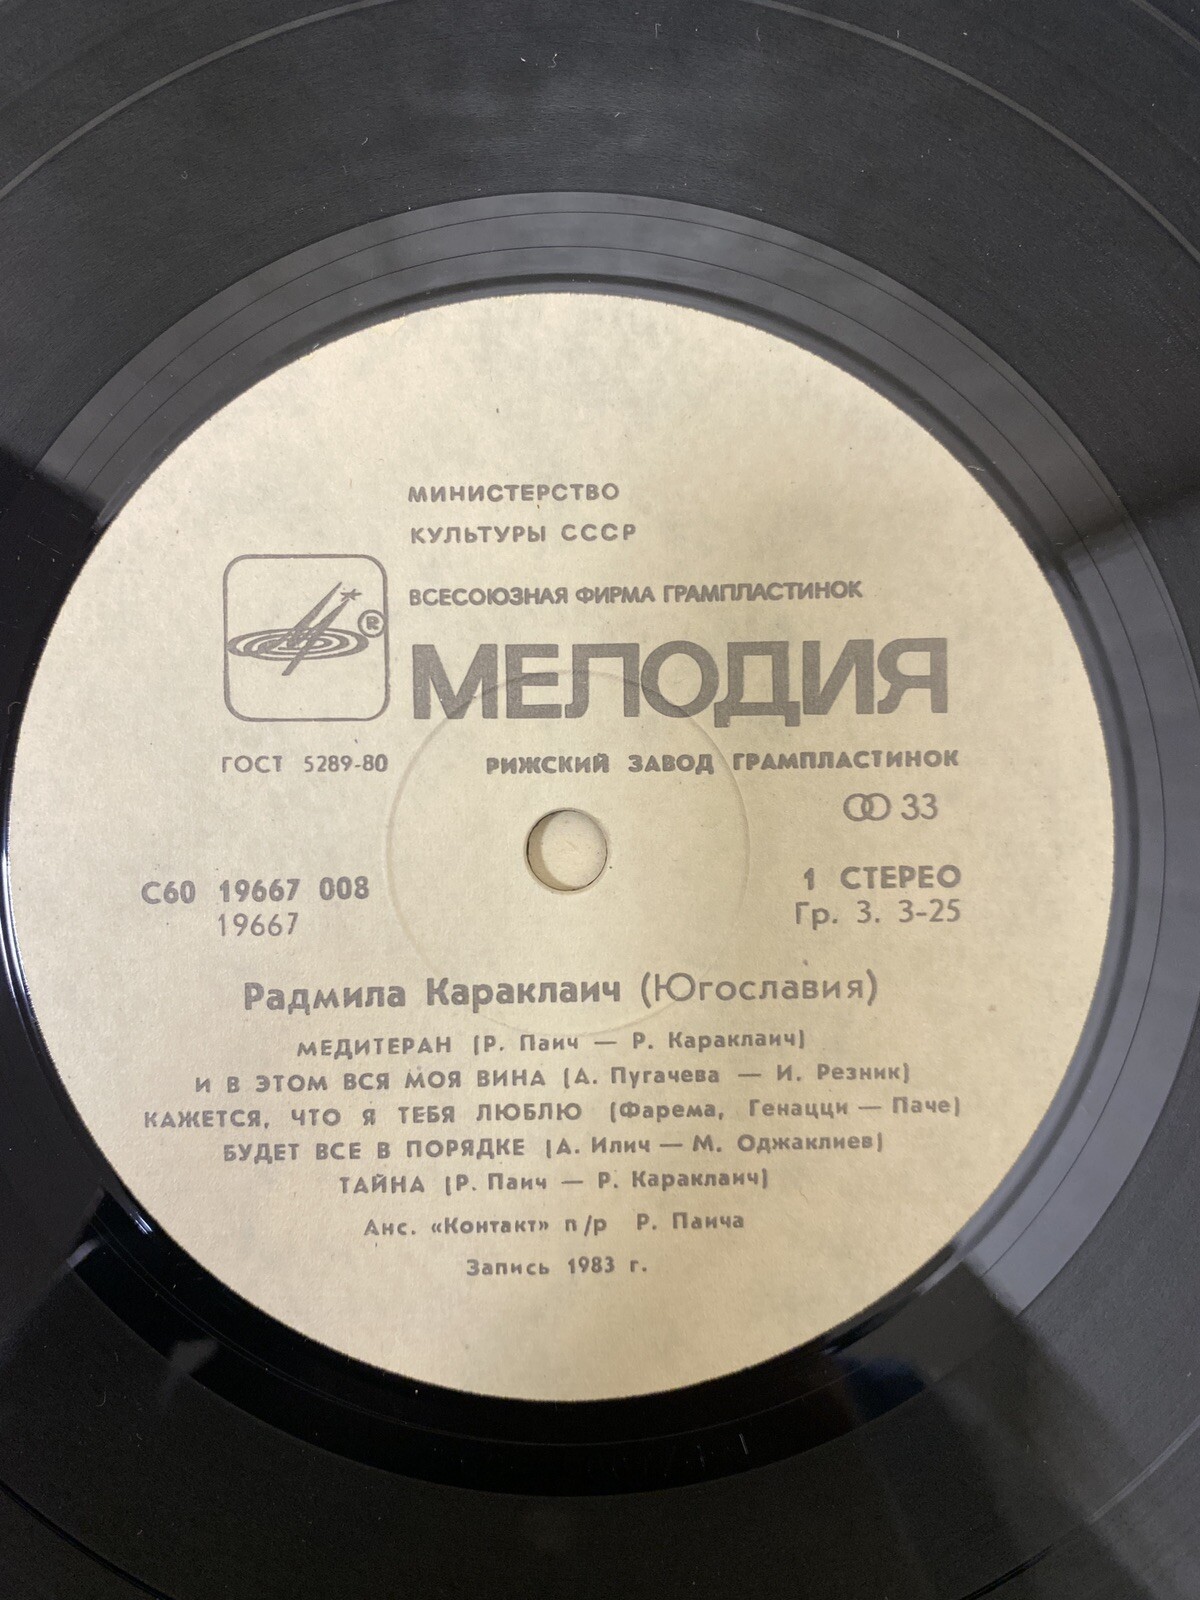 МИНИСТЕРСТВО
КУЛЬТУРЫ СССР
ВСЕСОЮЗНАЯ ФИРМА ГРАМПЛАСТИНОК
®
МЕЛОДИЯ
ГОСТ 5289-80 РИЖСКИЙ ЗАВОД ГРАМПЛАСТИНОК
33
С60 19667 008 1 СТЕРЕО
19667 Гр. 3. 3-25
Радмила Караклаич (Югославия)
МЕДИТЕРАН (Р. Паич — Р. Караклаич)
И В ЭТОМ ВСЯ МОЯ ВИНА (А. Пугачева — И. Резник)
КАЖЕТСЯ, ЧТО Я ТЕБЯ ЛЮБЛЮ (Фарема, Генацци — Паче)
БУДЕТ ВСЕ В ПОРЯДКЕ (А. Илич — М. Оджаклиев)
ТАЙНА (Р. Паич — Р. Караклаич)
Анс. «Контакт» п/р Р. Паича
Запись 1983 г.